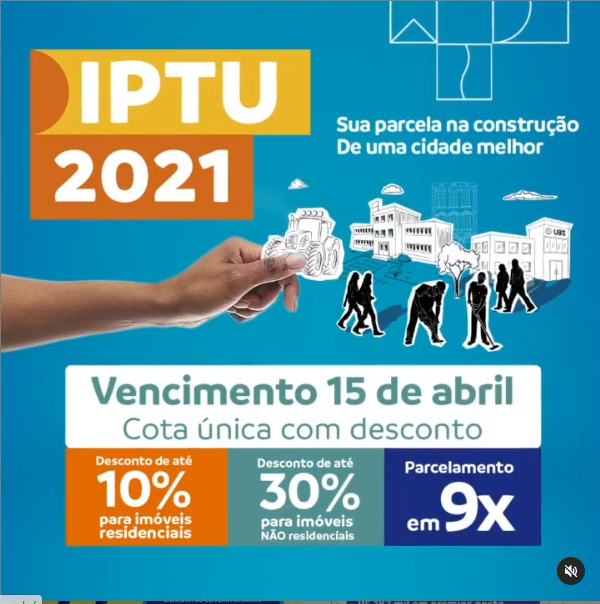 IPTU
2021
Sua parcela na construção
De uma cidade melhor
UBS
Vencimento 15 de abril
Cota única com desconto
Desconto de até
10%
para imóveis
residenciais
Desconto de até
30%
para imóveis
NÃO residenciais
Parcelamento
em 9x